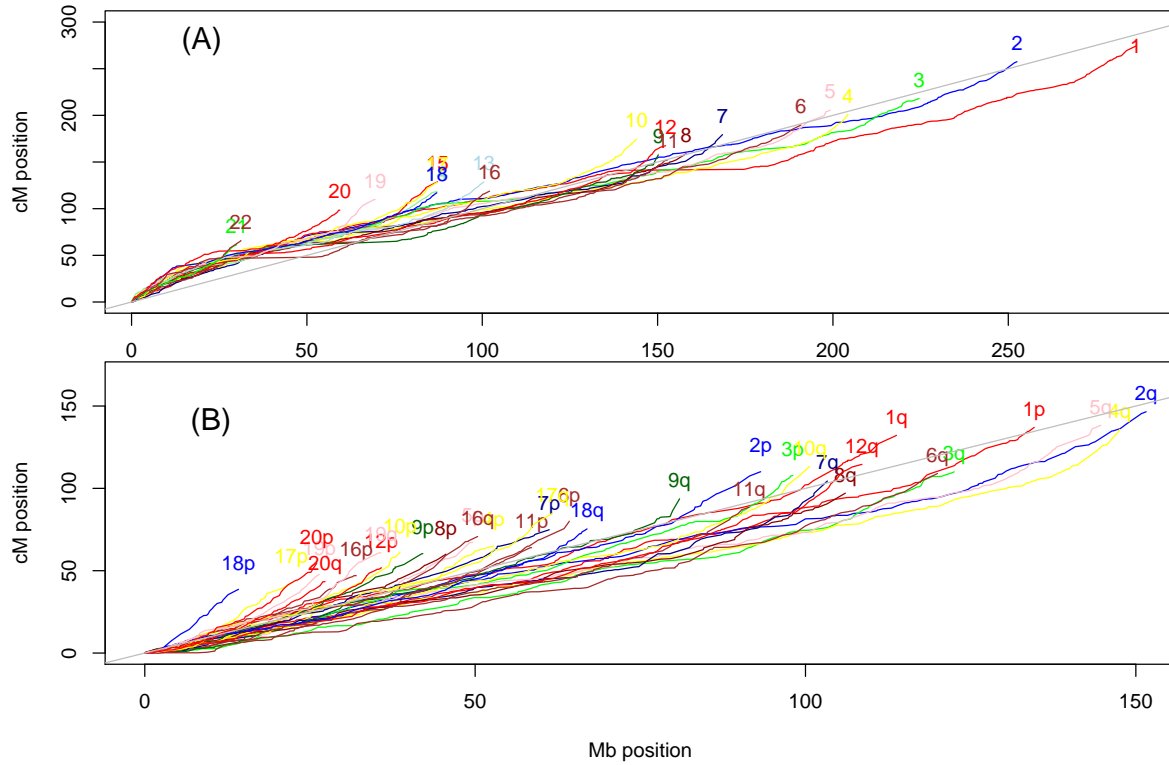 (A)
cM position
300
200
100
50
0
1
2
3
4
5
6
7
8
9
10
11
12
13
15
16
18
19
20
21
22
0 50 100 150 200 250
(B)
cM position
150
100
50
0
18p
17p
20p
19p
20q
16p
12p
10p
9p
8p
16q
7p
11p
17q
6p
18q
9q
2p
11q
3p
10q
7q
8q
12q
1q
6q
3q
1p
5q
4q
2q
0 50 100 150
Mb position